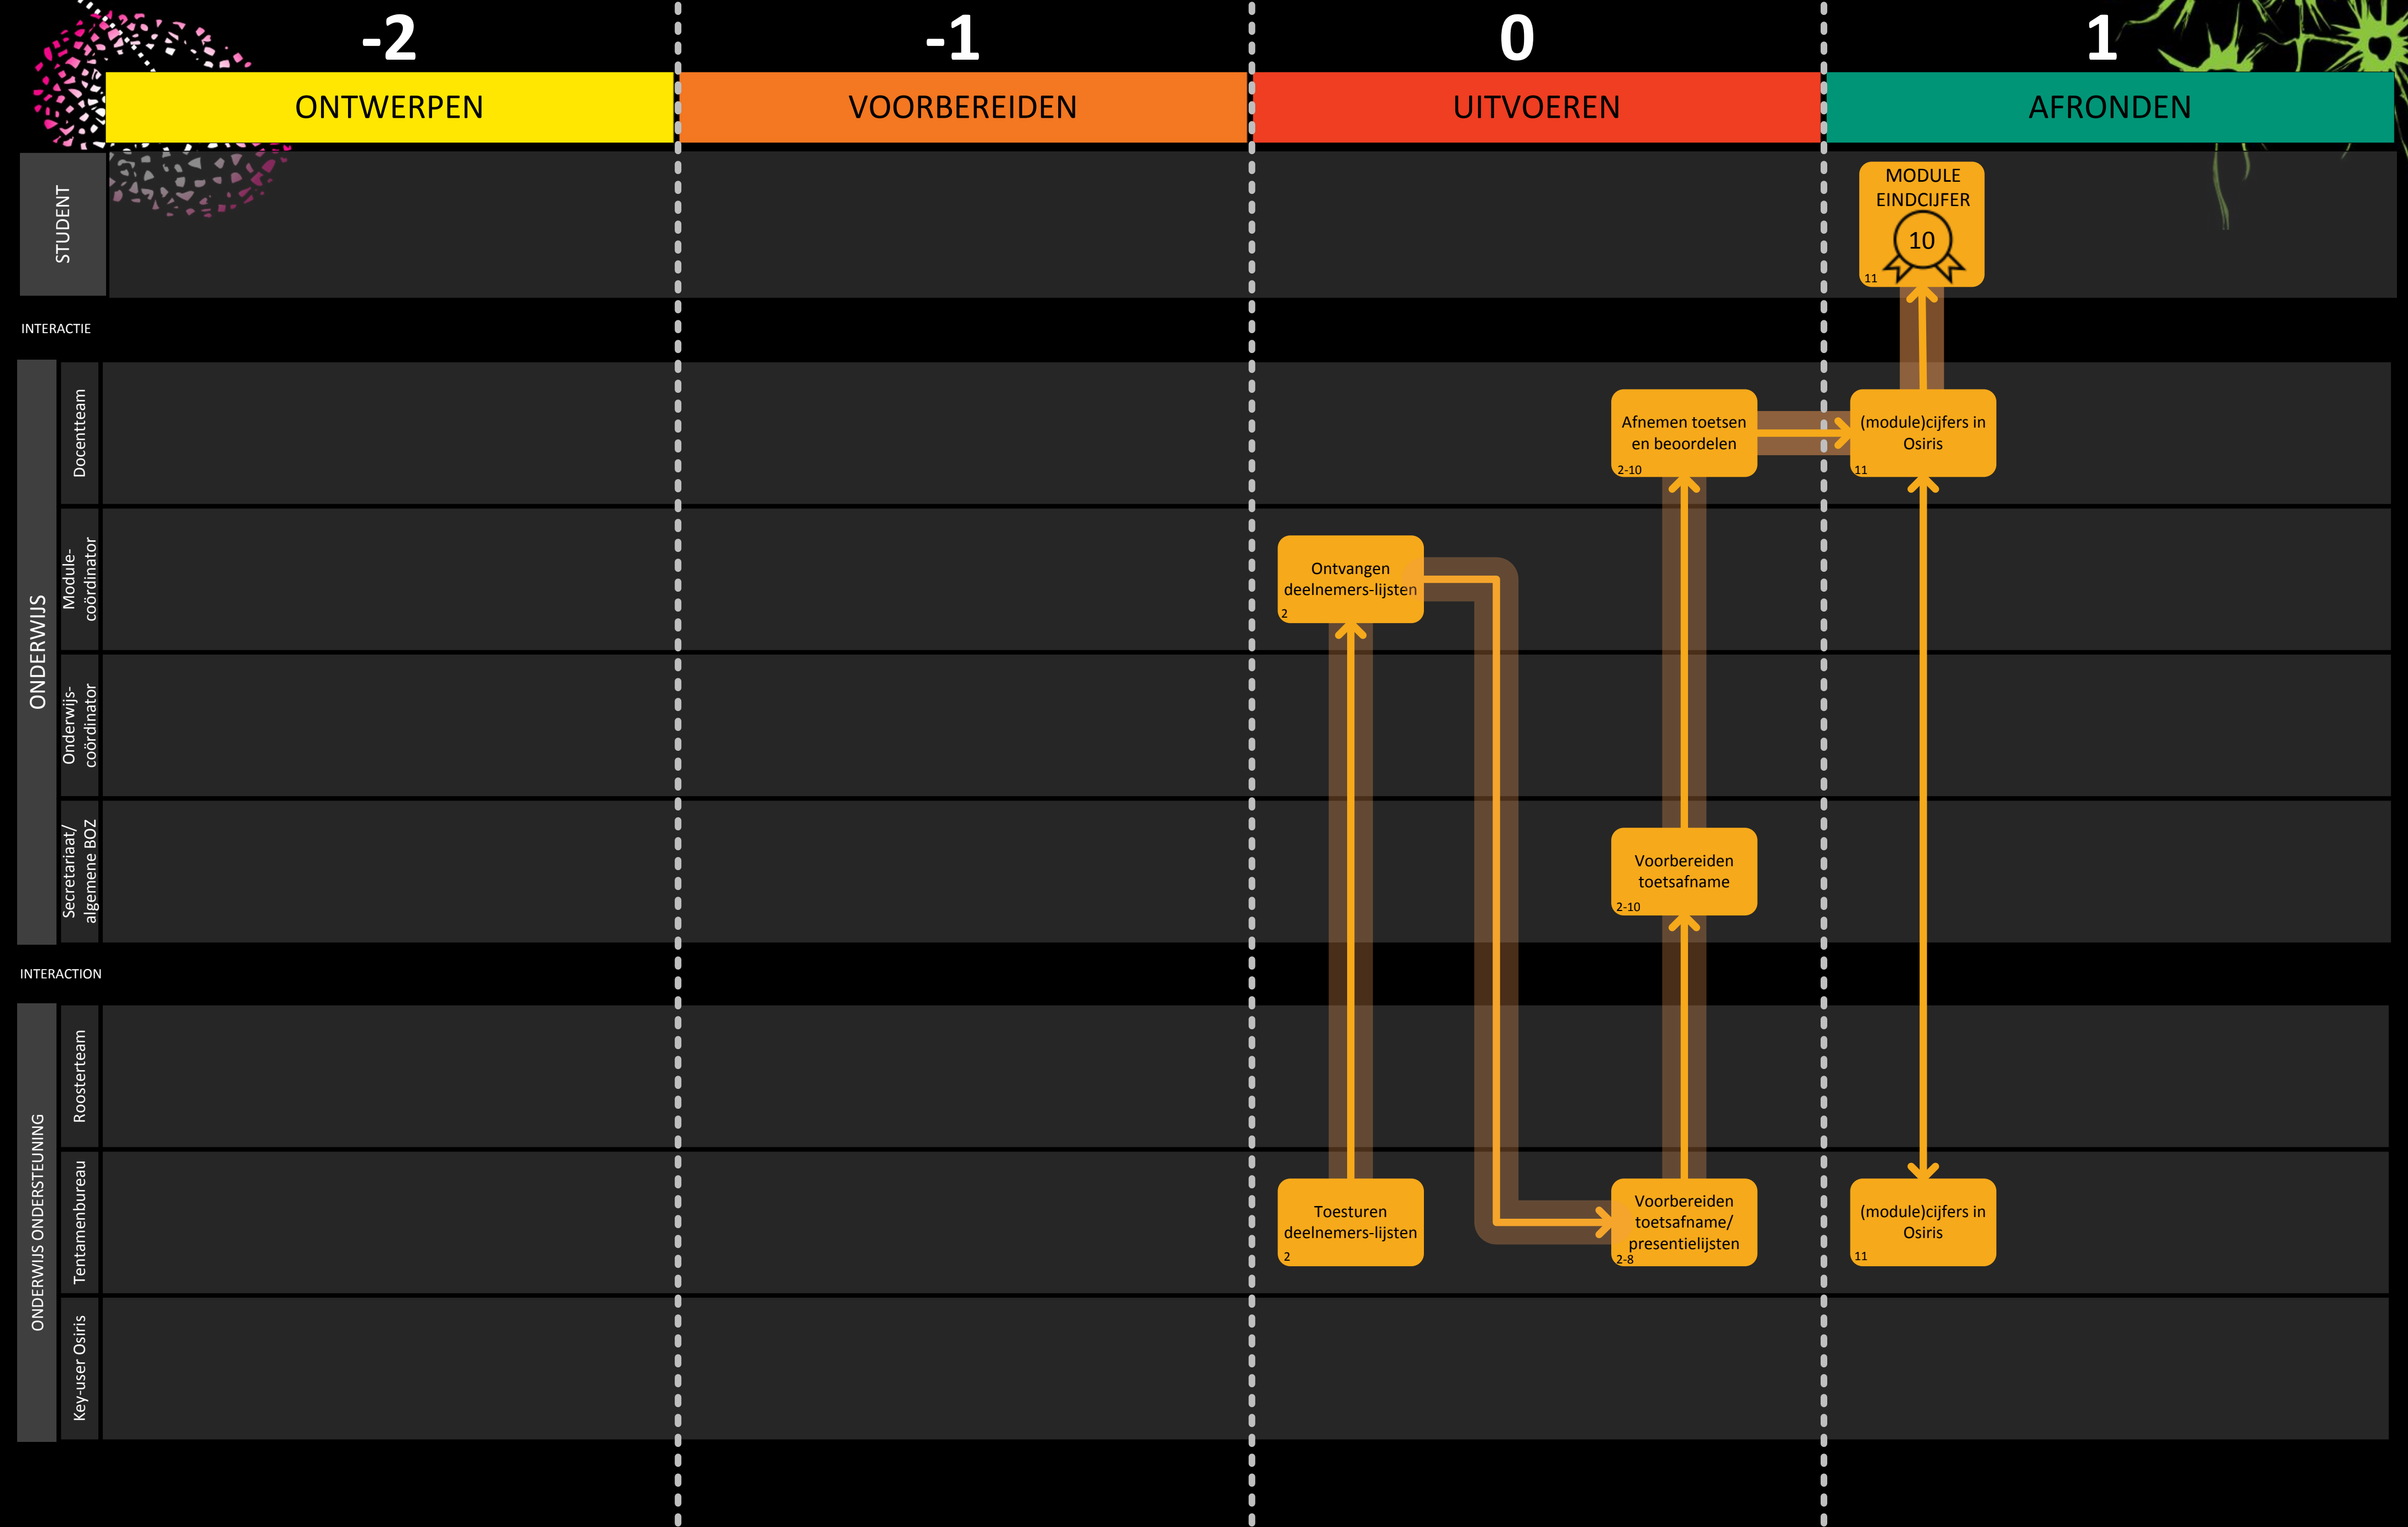 -2
-1
0
1
ONTWERPEN
VOORBEREIDEN
UITVOEREN
AFRONDEN
STUDENT
MODULE
EINDCIJFER
10
11
INTERACTIE
ONDERWIJS
Docentteam
Afnemen toetsen
en beoordelen
2-10
(module)cijfers in
Osiris
11
Module-
coördinator
Ontvangen
deelnemers-lijsten
2
Onderwijs-
coördinator
Secretariaat/
algemene BOZ
Voorbereiden
toetsafname
2-10
INTERACTION
ONDERWIJS ONDERSTEUNING
Roosterteam
Tentamenbureau
Toesturen
deelnemers-lijsten
2
Voorbereiden
toetsafname/
presentielijsten
2-8
(module)cijfers in
Osiris
11
Key-user Osiris